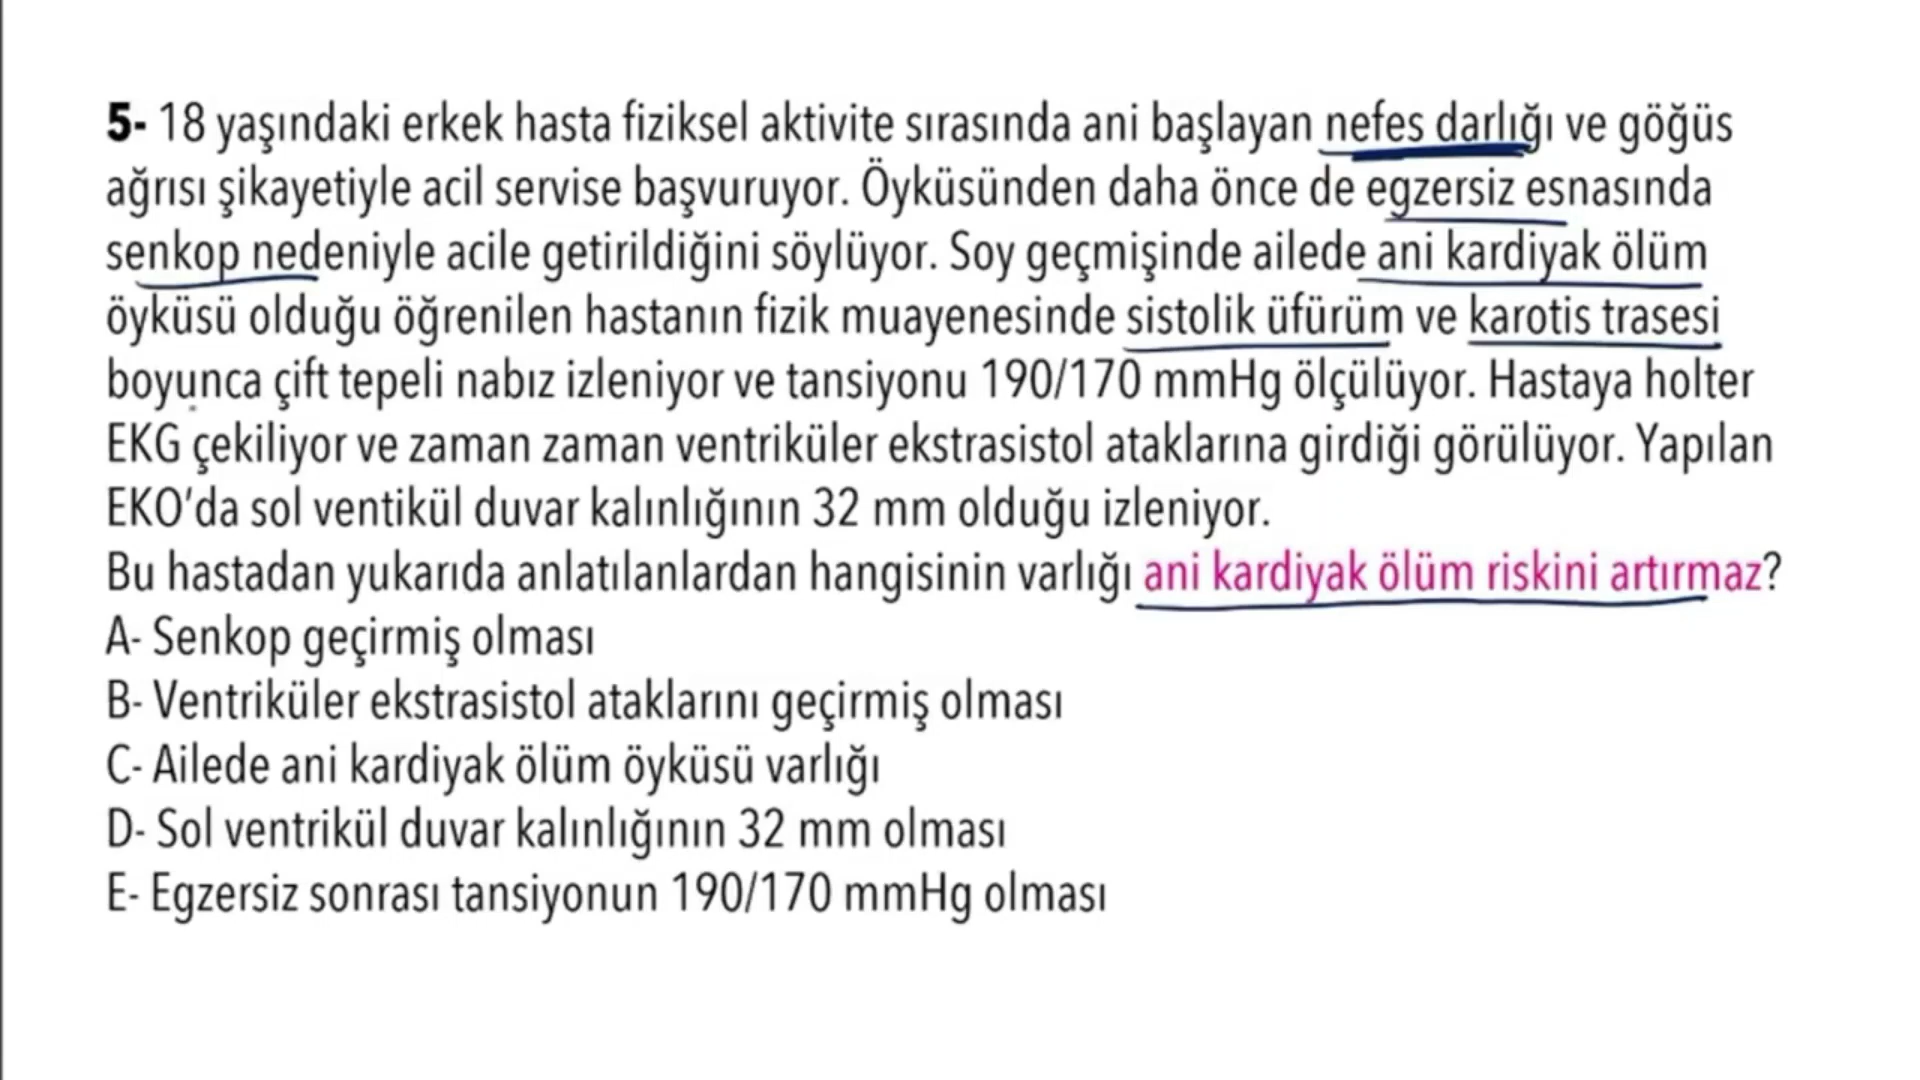 5- 18 yaşındaki erkek hasta fiziksel aktivite sırasında ani başlayan nefes darlığı ve göğüs
ağrısı şikayetiyle acil servise başvuruyor. Öyküsünden daha önce de egzersiz esnasında
senkop nedeniyle acile getirildiğini söylüyor. Soy geçmişinde ailede ani kardiyak ölüm
öyküsü olduğu öğrenilen hastanın fizik muayenesinde sistolik üfürüm ve karotis trasesi
boyunca çift tepeli nabız izleniyor ve tansiyonu 190/170 mmHg ölçülüyor. Hastaya holter
EKG çekiliyor ve zaman zaman ventriküler ekstrasistol ataklarına girdiği görülüyor. Yapılan
EKO'da sol ventikül duvar kalınlığının 32 mm olduğu izleniyor.
Bu hastadan yukarıda anlatılanlardan hangisinin varlığı ani kardiyak ölüm riskini artırmaz?
A- Senkop geçirmiş olması
B- Ventriküler ekstrasistol ataklarını geçirmiş olması
C- Ailede ani kardiyak ölüm öyküsü varlığı
D- Sol ventrikül duvar kalınlığının 32 mm olması
E- Egzersiz sonrası tansiyonun 190/170 mmHg olması